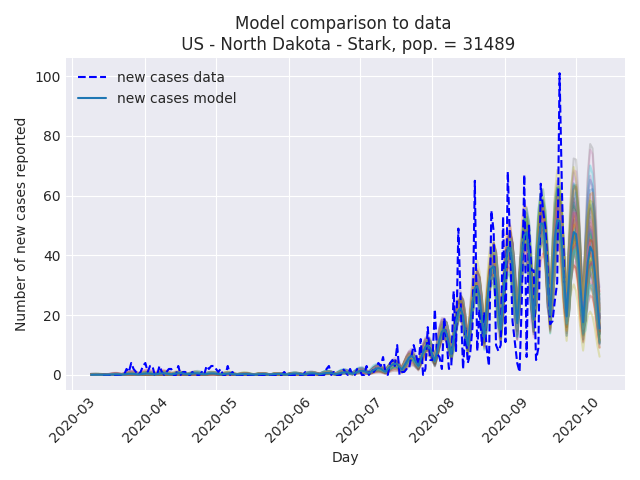 Model comparison to data
US - North Dakota - Stark, pop. = 31489
new cases data
new cases model
Number of new cases reported
100
80
60
40
20
0
2020-03
2020-04
2020-05
2020-06
2020-07
2020-08
2020-09
2020-10
Day